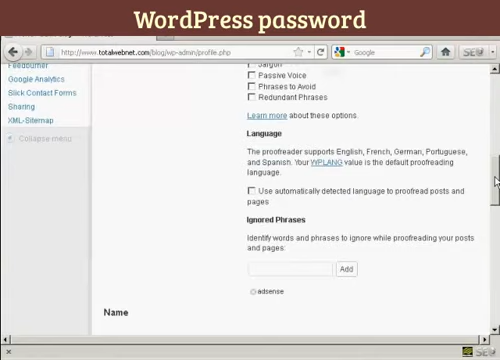 WordPress password
http://www.totalwebnet.com/blog/wp-admin/profile.php
Google
SEO
Feedburner
Google Analytics
Slick Contact Forms
Sharing
XML-Sitemap
Collapse menu
Jargon
Passive Voice
Phrases to Avoid
Redundant Phrases
Learn more about these options.
Language
The proofreader supports English, French, German, Portuguese,
and Spanish. Your WPLANG value is the default proofreading
language.
Use automatically detected language to proofread posts and
pages
Ignored Phrases
Identify words and phrases to ignore while proofreading your posts
and pages:
Add
adsense
Name
SEO